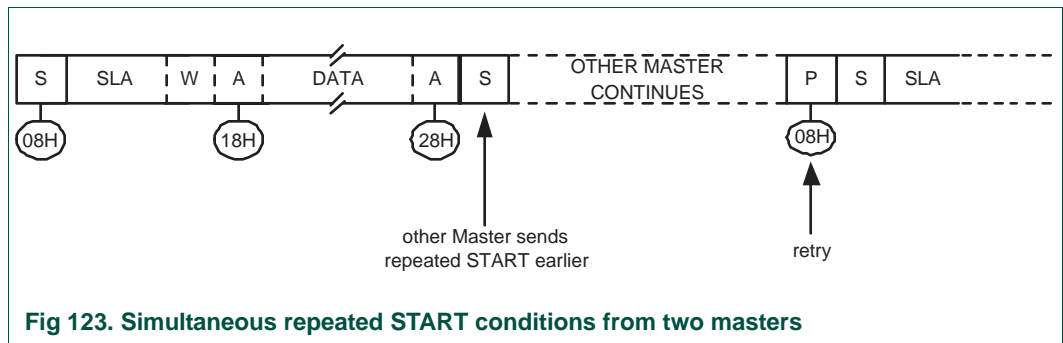 S SLA W A DATA A S OTHER MASTER CONTINUES P S SLA
08H 18H 28H 08H
other Master sends
repeated START earlier
retry
Fig 123. Simultaneous repeated START conditions from two masters